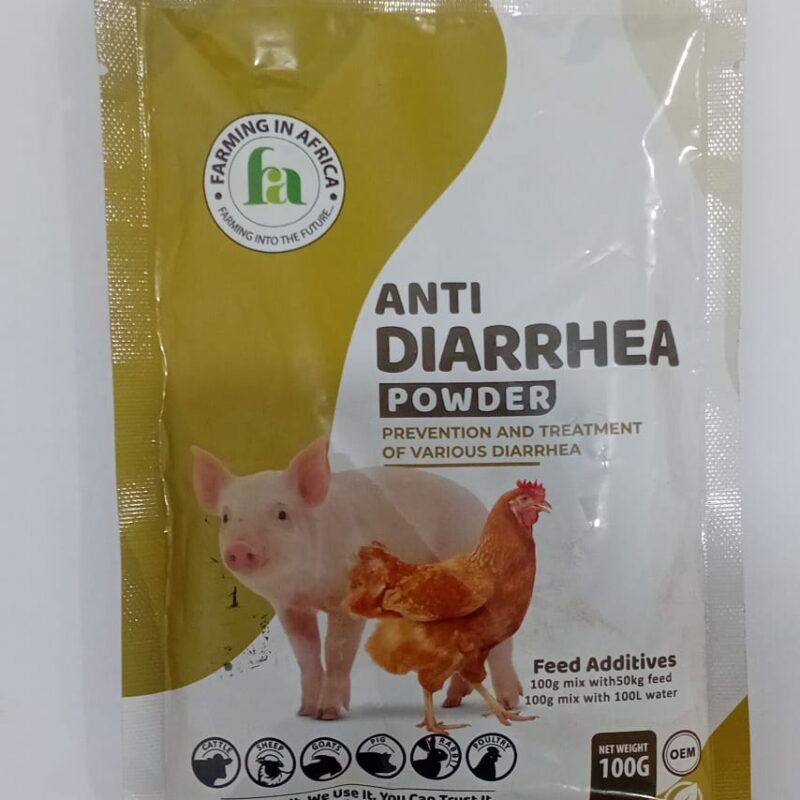 FARMING IN AFRICA
fa
FARMING INTO THE FUTURE...
ANTI
DIARRHEA
POWDER
PREVENTION AND TREATMENT
OF VARIOUS DIARRHEA
Feed Additives
100g mix with50kg feed
100g mix with 100L water
CATTLE SHEEP GOATS PIG RABBIT POULTRY
NET WEIGHT
100G
OEM
We Use It, You Can Trust It